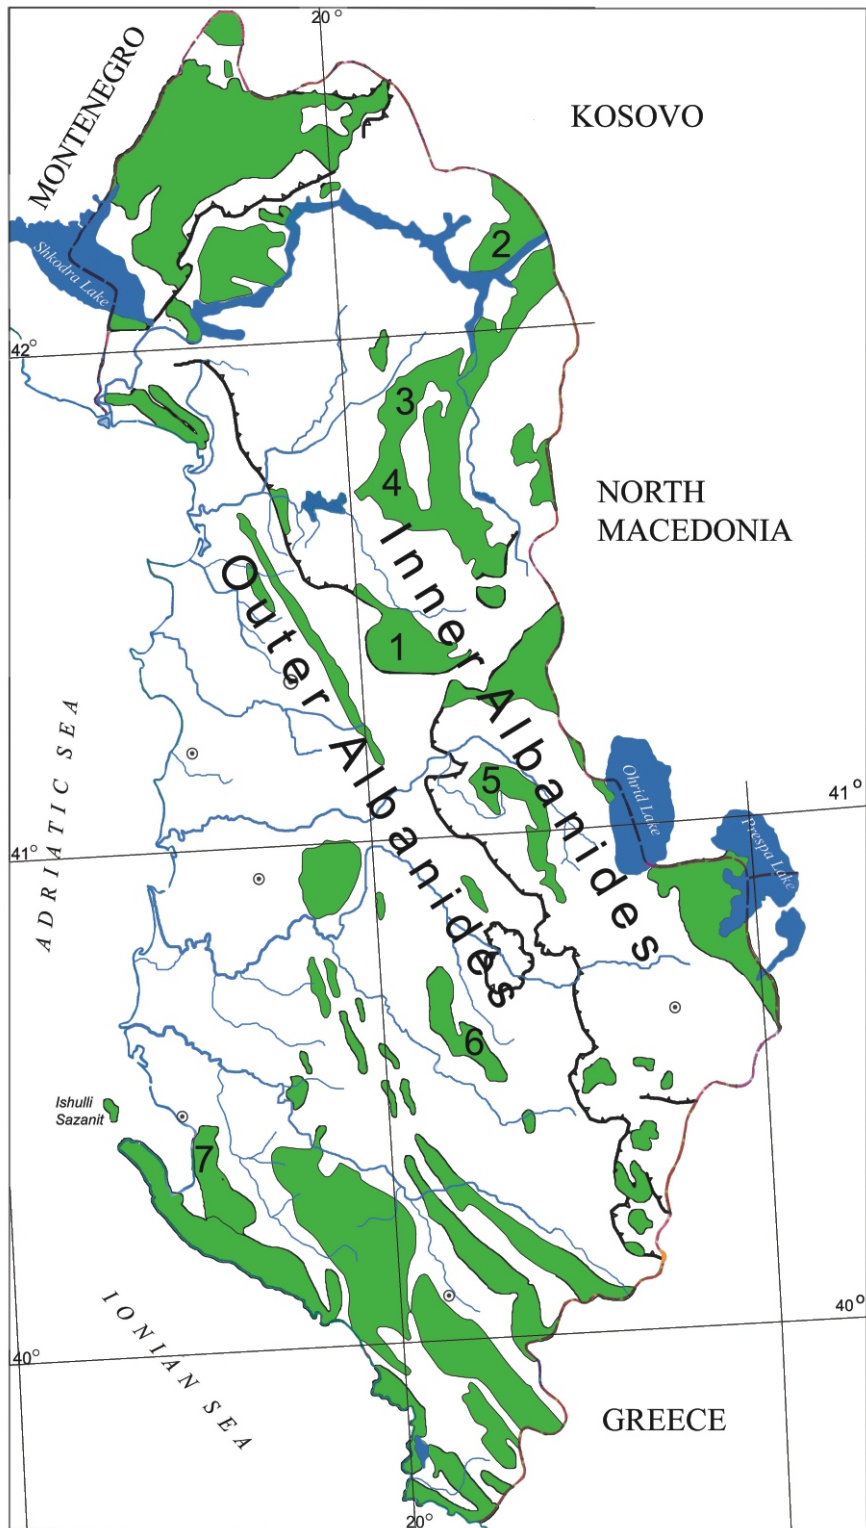 20°
MONTENEGRO
KOSOVO
2
Shkodra Lake
42°
3
4
NORTH
MACEDONIA
Inner Albanides
Outer Albanides
1
ADRIATIC SEA
5
Ohrid Lake
41°
Prespa Lake
41°
6
Ishulli
Sazanit
7
IONIAN SEA
40°
40°
GREECE
20°